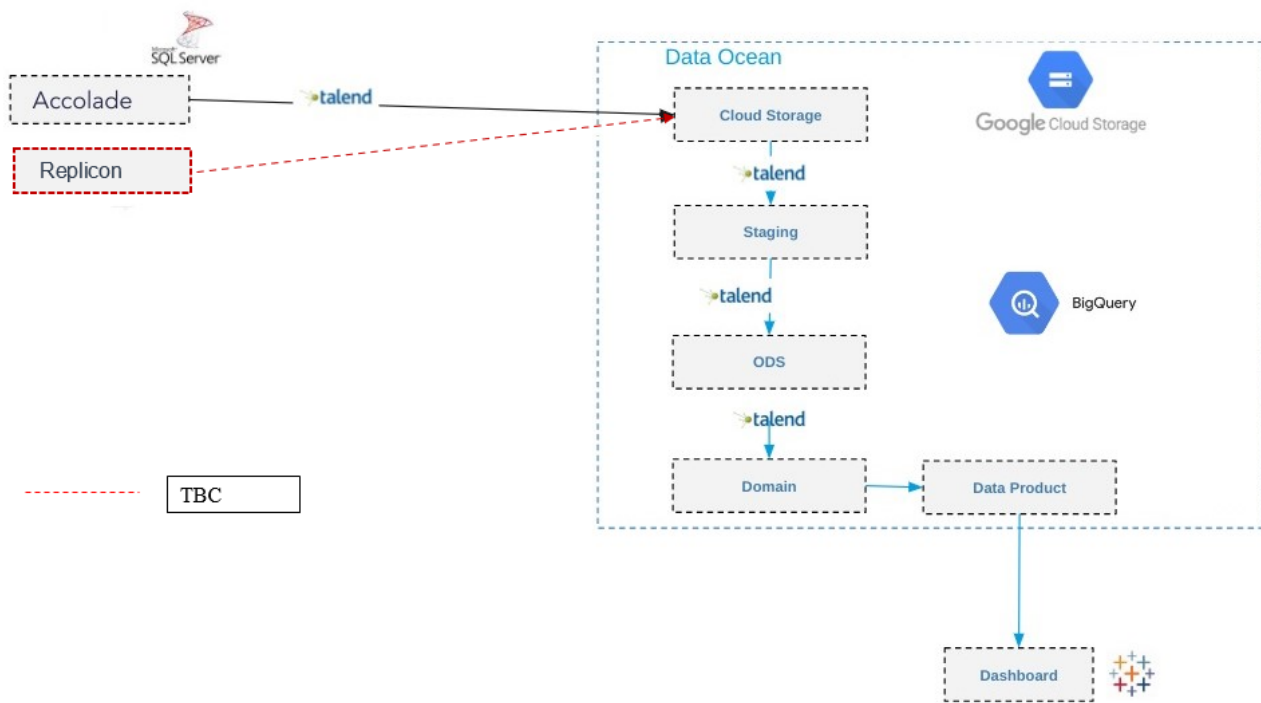 Microsoft
SQL Server
Data Ocean
Accolade
talend
Cloud Storage
Google Cloud Storage
Replicon
talend
Staging
talend
BigQuery
ODS
talend
Domain
Data Product
TBC
Dashboard